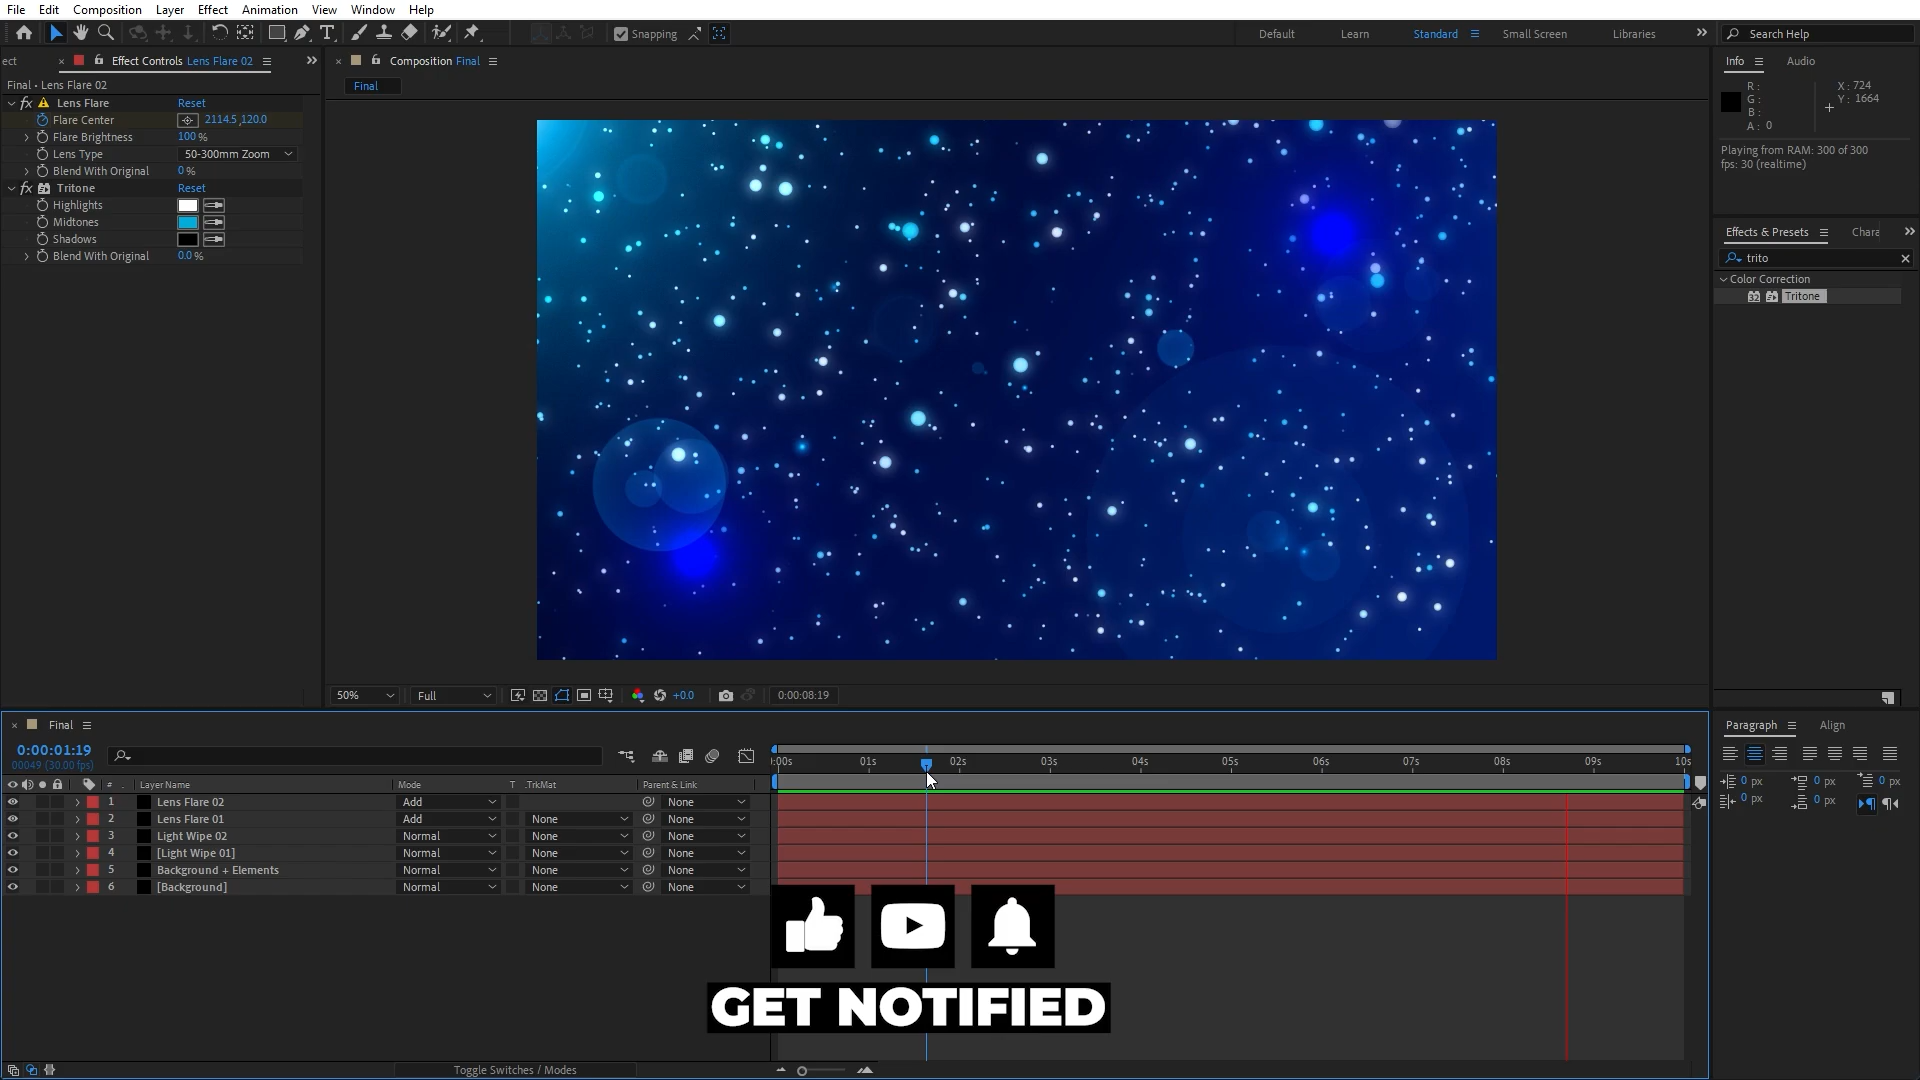 File Edit Composition Layer Effect Animation View Window Help
Snapping Default Learn Standard Small Screen Libraries Search Help
ect Effect Controls Lens Flare 02
Final • Lens Flare 02
fx Lens Flare Reset
Flare Center 2114.5,120.0
Flare Brightness 100 %
Lens Type 50-300mm Zoom
Blend With Original 0 %
fx Tritone Reset
Highlights
Midtones
Shadows
Blend With Original 0.0 %
Composition Final
Final
50% Full +0.0 0:00:08:19
Info Audio
R :
G :
B :
A : 0
X : 724
Y : 1664
Playing from RAM: 300 of 300
fps: 30 (realtime)
Effects & Presets Chara
trito
Color Correction
32 Tritone
Final
0:00:01:19
00049 (30.00 fps)
:00s 01s 02s 03s 04s 05s 06s 07s 08s 09s 10s
# . Layer Name Mode T .TrkMat Parent & Link
1 Lens Flare 02 Add None
2 Lens Flare 01 Add None None
3 Light Wipe 02 Normal None None
4 [Light Wipe 01] Normal None None
5 Background + Elements Normal None None
6 [Background] Normal None None
GET NOTIFIED
Toggle Switches / Modes
Paragraph Align
0 px 0 px 0 px
0 px 0 px